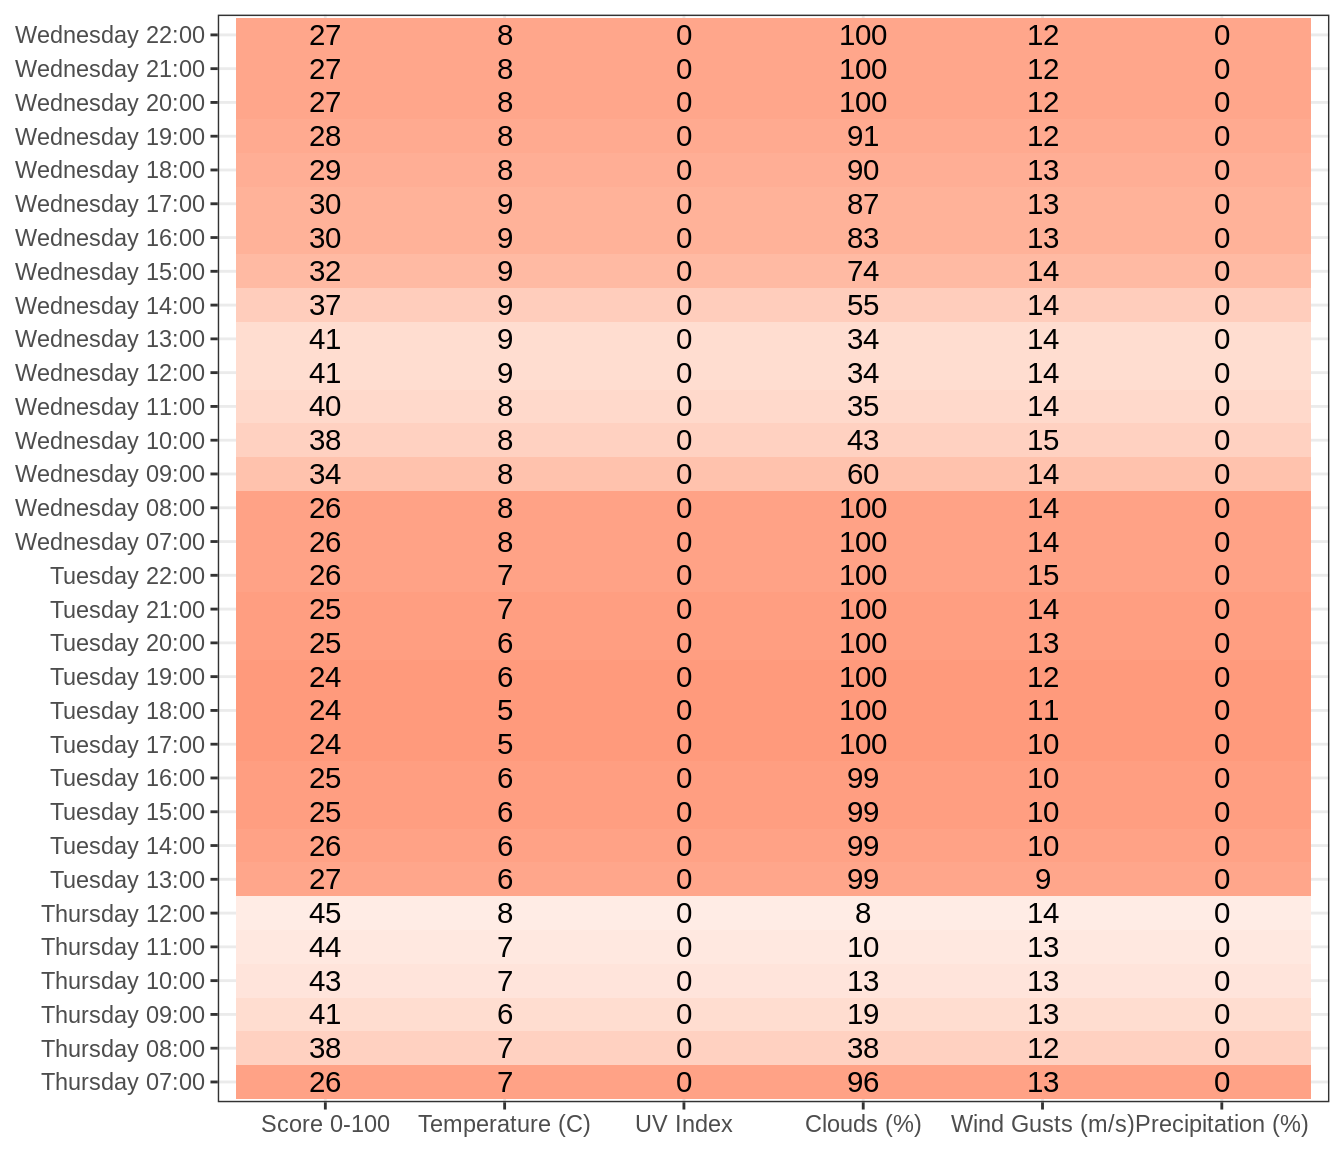 Wednesday 22:00 27 8 0 100 12 0
Wednesday 21:00 27 8 0 100 12 0
Wednesday 20:00 27 8 0 100 12 0
Wednesday 19:00 28 8 0 91 12 0
Wednesday 18:00 29 8 0 90 13 0
Wednesday 17:00 30 9 0 87 13 0
Wednesday 16:00 30 9 0 83 13 0
Wednesday 15:00 32 9 0 74 14 0
Wednesday 14:00 37 9 0 55 14 0
Wednesday 13:00 41 9 0 34 14 0
Wednesday 12:00 41 9 0 34 14 0
Wednesday 11:00 40 8 0 35 14 0
Wednesday 10:00 38 8 0 43 15 0
Wednesday 09:00 34 8 0 60 14 0
Wednesday 08:00 26 8 0 100 14 0
Wednesday 07:00 26 8 0 100 14 0
Tuesday 22:00 26 7 0 100 15 0
Tuesday 21:00 25 7 0 100 14 0
Tuesday 20:00 25 6 0 100 13 0
Tuesday 19:00 24 6 0 100 12 0
Tuesday 18:00 24 5 0 100 11 0
Tuesday 17:00 24 5 0 100 10 0
Tuesday 16:00 25 6 0 99 10 0
Tuesday 15:00 25 6 0 99 10 0
Tuesday 14:00 26 6 0 99 10 0
Tuesday 13:00 27 6 0 99 9 0
Thursday 12:00 45 8 0 8 14 0
Thursday 11:00 44 7 0 10 13 0
Thursday 10:00 43 7 0 13 13 0
Thursday 09:00 41 6 0 19 13 0
Thursday 08:00 38 7 0 38 12 0
Thursday 07:00 26 7 0 96 13 0
Score 0-100 Temperature (C) UV Index Clouds (%) Wind Gusts (m/s) Precipitation (%)